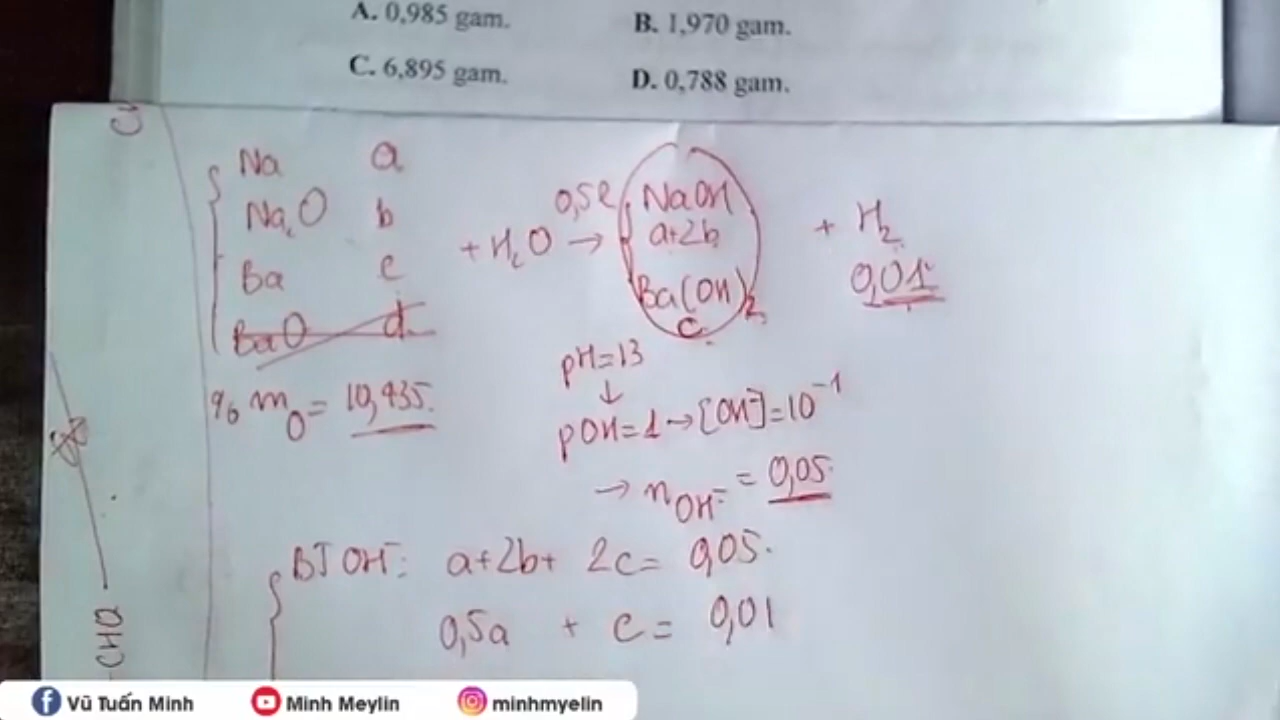 A. 0,985 gam. B. 1,970 gam.
C. 6,895 gam. D. 0,788 gam.
Na a
Na₂O b
Ba c
BaO d
+ H₂O → 0,5l
NaOH
a+2b
Ba(OH)₂
c
+ H₂
0,01
% mO = 10,435.
pH=13
↓
pOH=1→[OH⁻]=10⁻¹
→ nOH⁻ = 0,05.
BT OH⁻: a+2b+ 2c= 0,05.
0,5a + c = 0,01
CHO
Vũ Tuấn Minh Minh Meylin minhmyelin